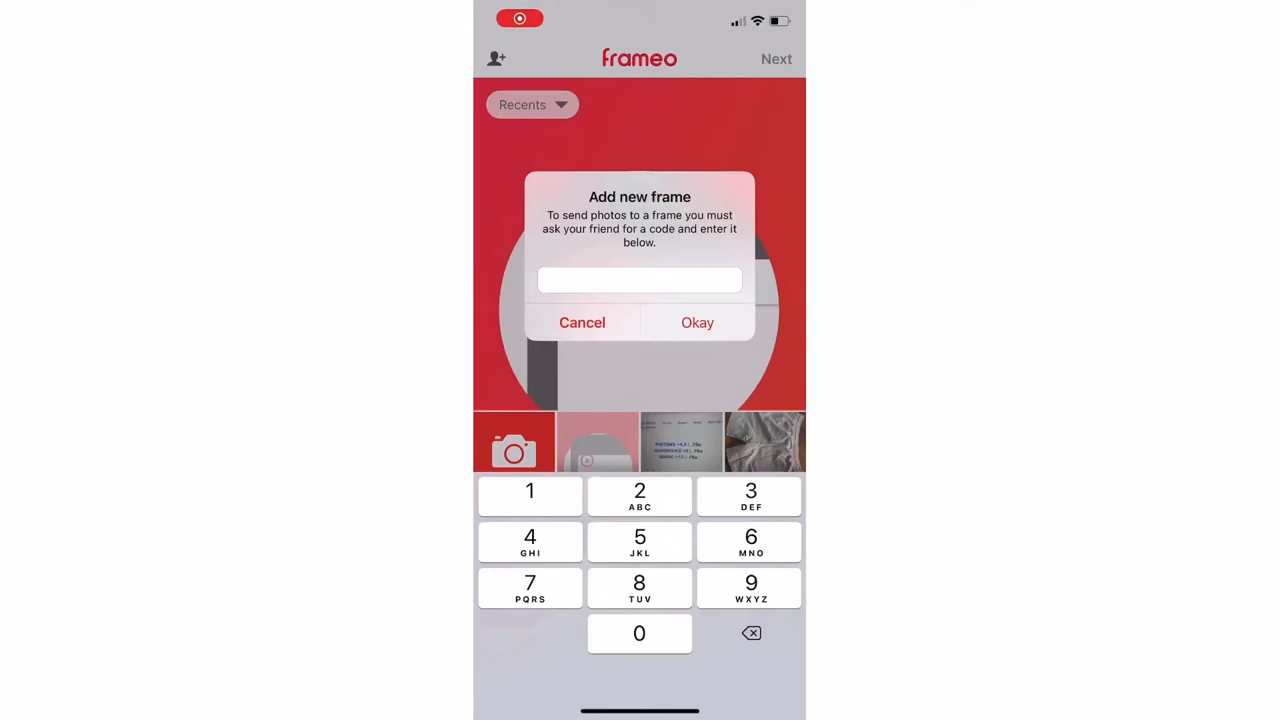 frameo
Next
Recents
Add new frame
To send photos to a frame you must
ask your friend for a code and enter it
below.
Cancel
Okay
1
2
ABC
3
DEF
4
GHI
5
JKL
6
MNO
7
PQRS
8
TUV
9
WXYZ
0